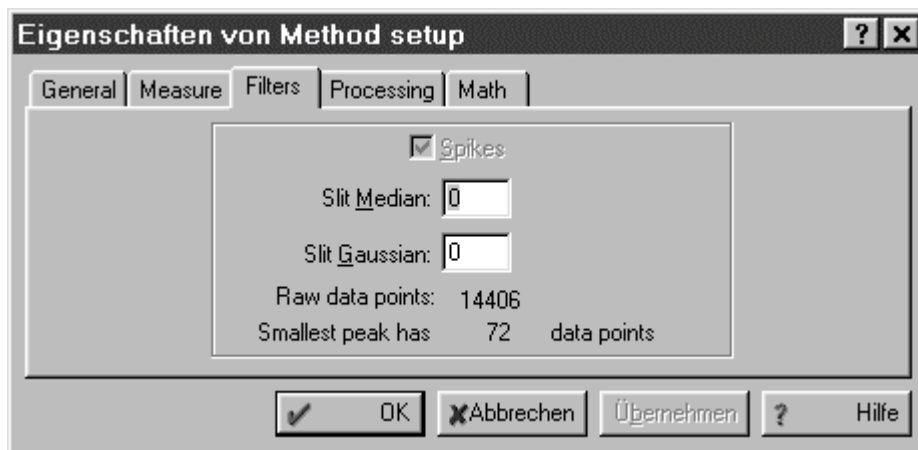 Eigenschaften von Method setup
General Measure Filters Processing Math
Spikes
Slit Median: 0
Slit Gaussian: 0
Raw data points: 14406
Smallest peak has 72 data points
OK Abbrechen Übernehmen ? Hilfe